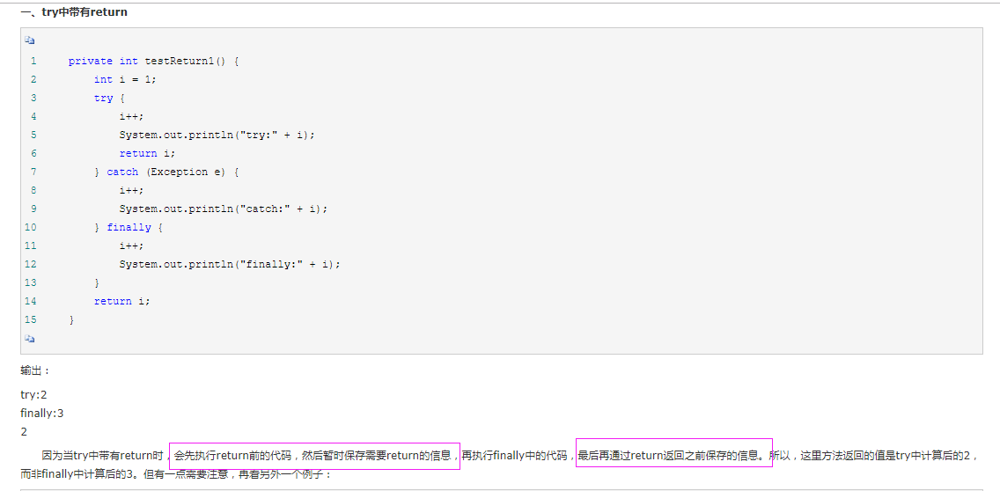 一、try中带有return
1 private int testReturn1() {
2 int i = 1;
3 try {
4 i++;
5 System.out.println("try:" + i);
6 return i;
7 } catch (Exception e) {
8 i++;
9 System.out.println("catch:" + i);
10 } finally {
11 i++;
12 System.out.println("finally:" + i);
13 }
14 return i;
15 }
输出：
try:2
finally:3
2
因为当try中带有return时，会先执行return前的代码，然后暂时保存需要return的信息，再执行finally中的代码，最后再通过return返回之前保存的信息。所以，这里方法返回的值是try中计算后的2，
而非finally中计算后的3。但有一点需要注意，再看另外一个例子：